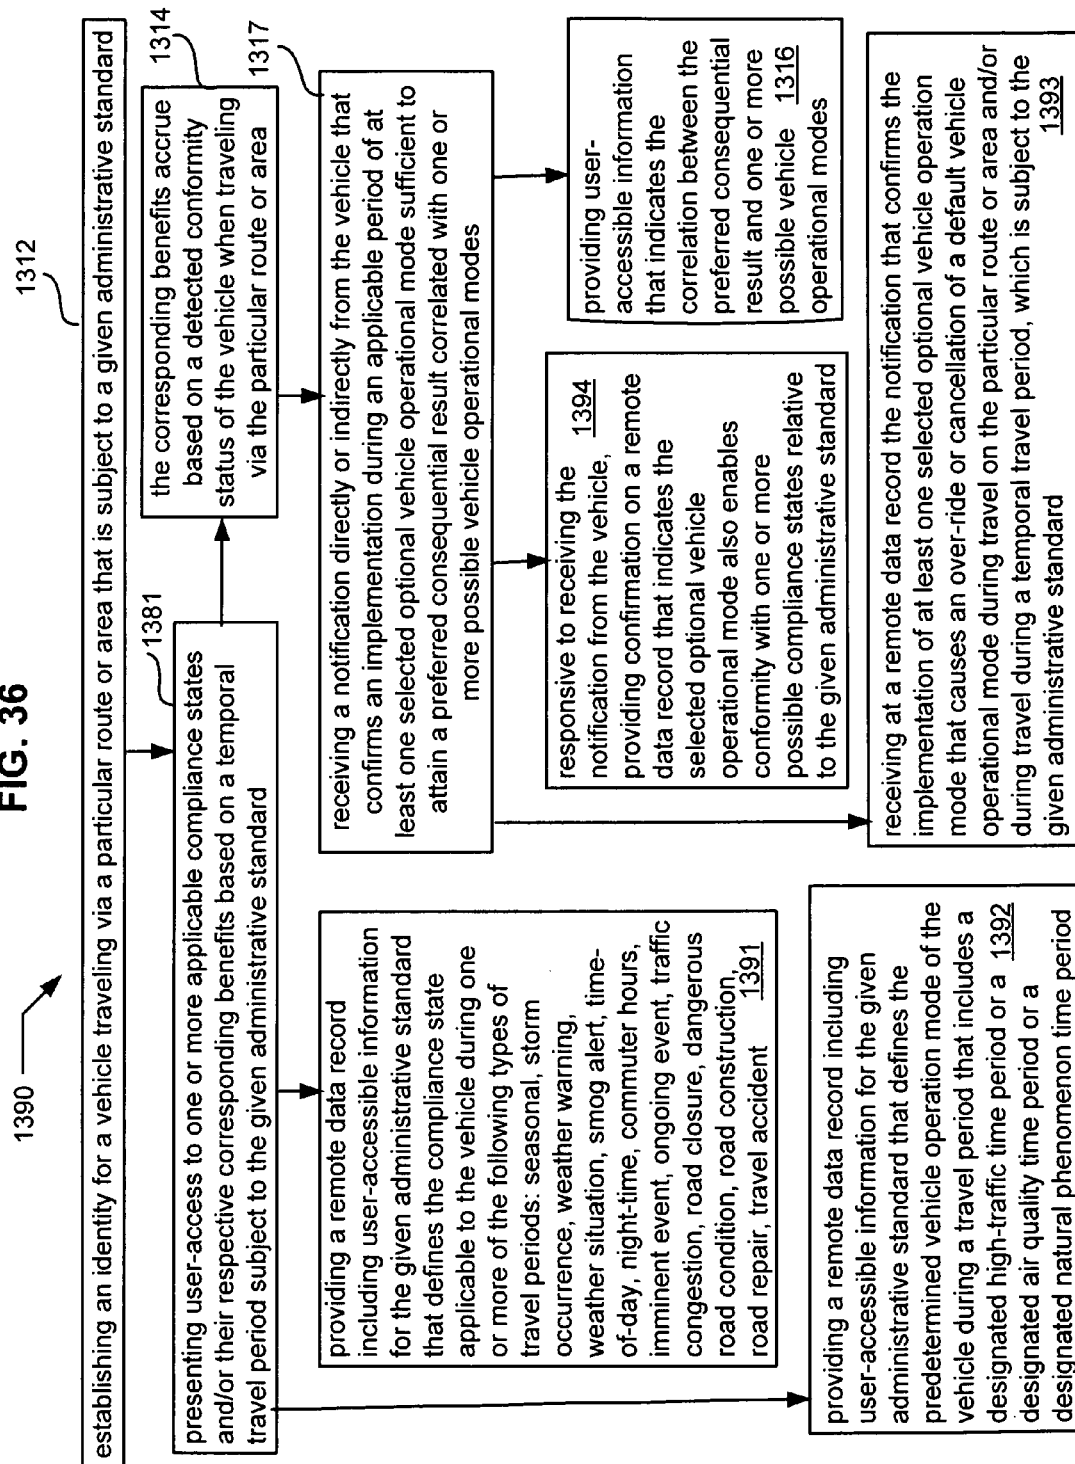 FIG. 36
1390
1312
establishing an identity for a vehicle traveling via a particular route or area that is subject to a given administrative standard
1381
presenting user-access to one or more applicable compliance states
and/or their respective corresponding benefits based on a temporal
travel period subject to the given administrative standard
1314
the corresponding benefits accrue
based on a detected conformity
status of the vehicle when traveling
via the particular route or area
1317
receiving a notification directly or indirectly from the vehicle that
confirms an implementation during an applicable period of at
least one selected optional vehicle operational mode sufficient to
attain a preferred consequential result correlated with one or
more possible vehicle operational modes
providing a remote data record
including user-accessible information
for the given administrative standard
that defines the compliance state
applicable to the vehicle during one
or more of the following types of
travel periods: seasonal, storm
occurrence, weather warning,
weather situation, smog alert, time-
of-day, night-time, commuter hours,
imminent event, ongoing event, traffic
congestion, road closure, dangerous
road condition, road construction,
road repair, travel accident 1391
responsive to receiving the
notification from the vehicle, 1394
providing confirmation on a remote
data record that indicates the
selected optional vehicle
operational mode also enables
conformity with one or more
possible compliance states relative
to the given administrative standard
providing user-
accessible information
that indicates the
correlation between the
preferred consequential
result and one or more
possible vehicle 1316
operational modes
providing a remote data record including
user-accessible information for the given
administrative standard that defines the
predetermined vehicle operation mode of the
vehicle during a travel period that includes a
designated high-traffic time period or a 1392
designated air quality time period or a
designated natural phenomenon time period
receiving at a remote data record the notification that confirms the
implementation of at least one selected optional vehicle operation
mode that causes an over-ride or cancellation of a default vehicle
operational mode during travel on the particular route or area and/or
during travel during a temporal travel period, which is subject to the
given administrative standard 1393